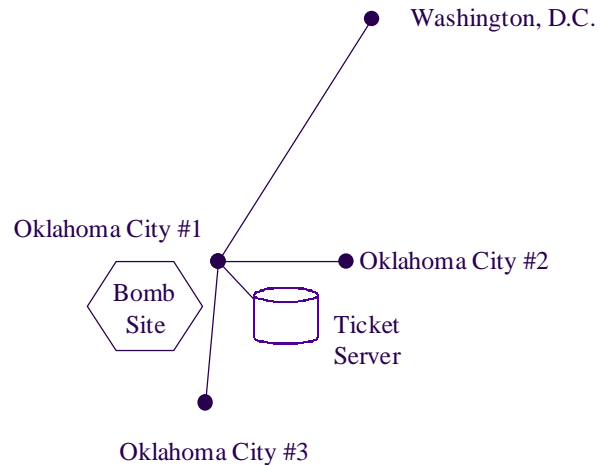 Washington, D.C.
Oklahoma City #1
Oklahoma City #2
Bomb
Site
Ticket
Server
Oklahoma City #3